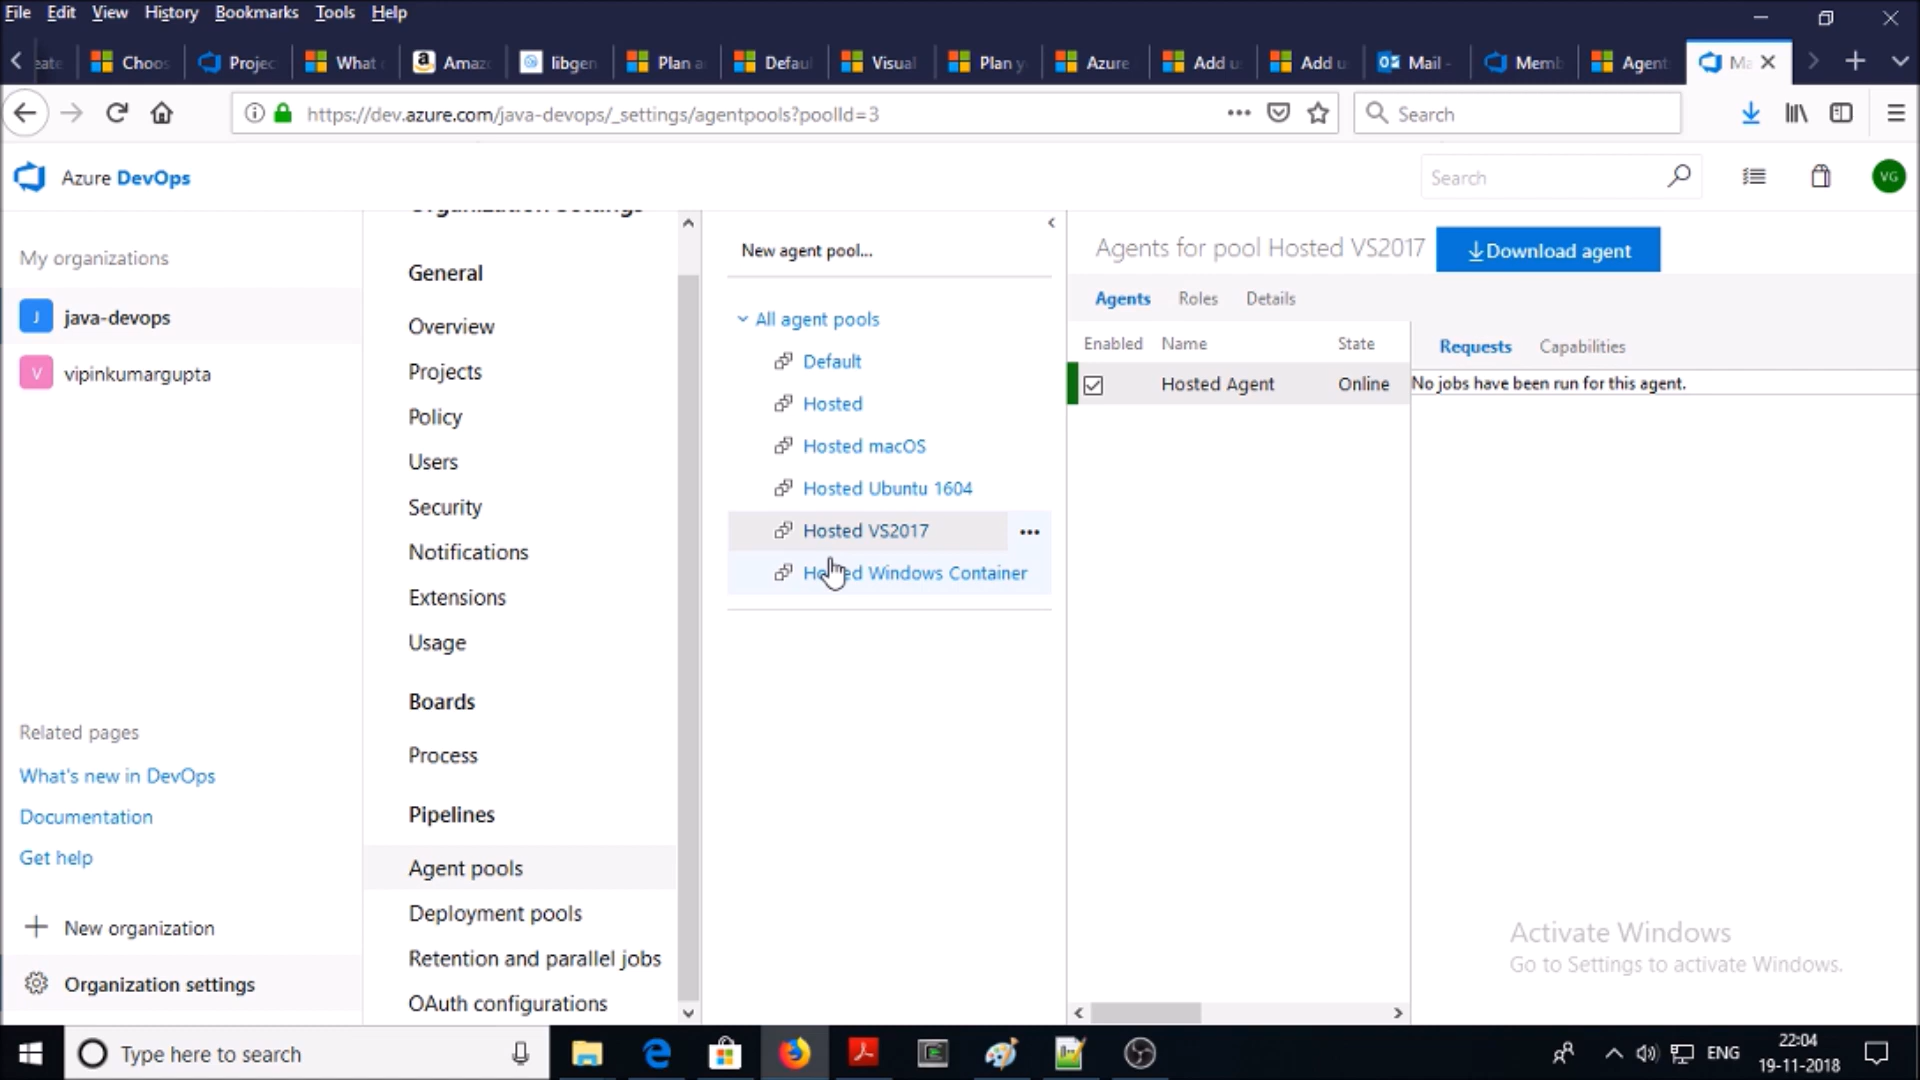 File Edit View History Bookmarks Tools Help
eate
Choos
Projec
What
Amaz
libgen
Plan a
Defaul
Visual
Plan y
Azure
Add u
Add u
Mail -
Memb
Agent
Ma
https://dev.azure.com/java-devops/_settings/agentpools?poolId=3
Search
Azure DevOps
Search
VG
My organizations
J java-devops
V vipinkumargupta
Related pages
What's new in DevOps
Documentation
Get help
New organization
Organization settings
Organization Settings
General
Overview
Projects
Policy
Users
Security
Notifications
Extensions
Usage
Boards
Process
Pipelines
Agent pools
Deployment pools
Retention and parallel jobs
OAuth configurations
New agent pool...
All agent pools
Default
Hosted
Hosted macOS
Hosted Ubuntu 1604
Hosted VS2017
Hosted Windows Container
Agents for pool Hosted VS2017
Download agent
Agents Roles Details
Enabled Name State
Hosted Agent Online
Requests Capabilities
No jobs have been run for this agent.
Activate Windows
Go to Settings to activate Windows.
Type here to search
ENG
22:04
19-11-2018